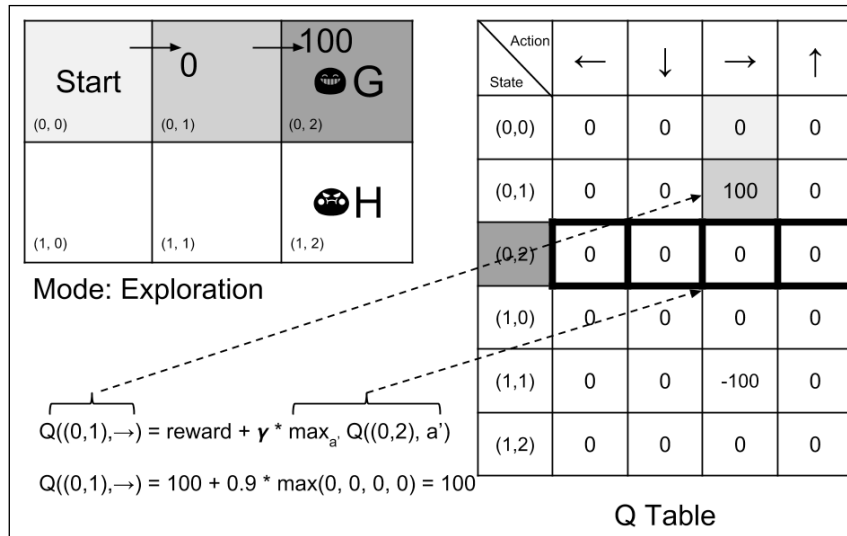 100
0
Start
G
(0, 0)
(0, 1)
(0, 2)
H
(1, 0)
(1, 1)
(1, 2)
Mode: Exploration
Q((0,1),→) = reward + γ * maxₐ' Q((0,2), a')
Q((0,1),→) = 100 + 0.9 * max(0, 0, 0, 0) = 100
Action
State
← ↓ → ↑
(0,0) 0 0 0 0
(0,1) 0 0 100 0
(0,2) 0 0 0 0
(1,0) 0 0 0 0
(1,1) 0 0 -100 0
(1,2) 0 0 0 0
Q Table